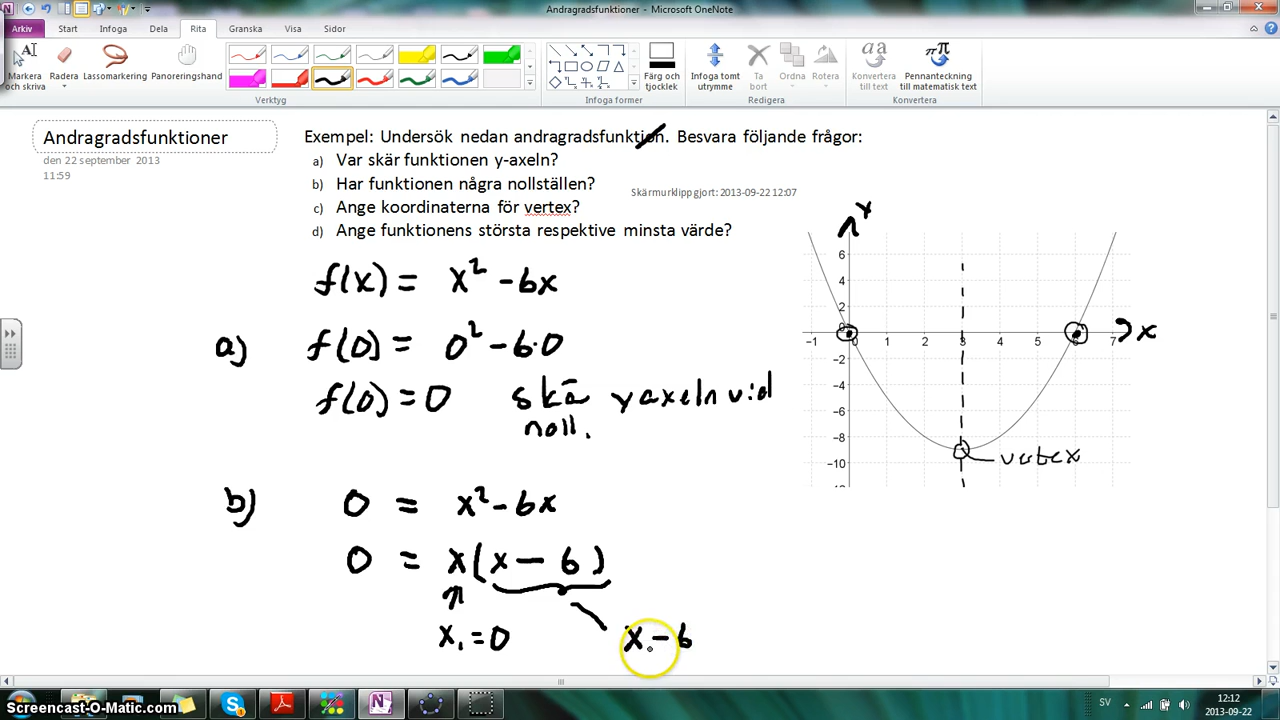 Andragradsfunktioner - Microsoft OneNote
Arkiv Start Infoga Dela Rita Granska Visa Sidor
Markera och skriva
Radera
Lassomarkering
Panoreringshand
Färg och tjocklek
Infoga tomt utrymme
Ta bort
Ordna
Rotera
Konvertera till text
Pennanteckning till matematisk text
Verktyg
Infoga former
Redigera
Konvertera
Andragradsfunktioner
den 22 september 2013
11:59
Exempel: Undersök nedan andragradsfunktion. Besvara följande frågor:
a) Var skär funktionen y-axeln?
b) Har funktionen några nollställen?
c) Ange koordinaterna för vertex?
d) Ange funktionens största respektive minsta värde?
Skärmurklipp gjort: 2013-09-22 12:07
f(x) = x² - 6x
a) f(0) = 0² - 6·0
f(0) = 0 skä yaxeln vid
noll.
b) 0 = x² - 6x
0 = x(x - 6)
x₁ = 0 x - 6
y
6
4
2
0
-1 0 1 2 3 4 5 6 7 x
-2
-4
-6
-8
-10
vertex
Screencast-O-Matic.com
SV
12:12
2013-09-22